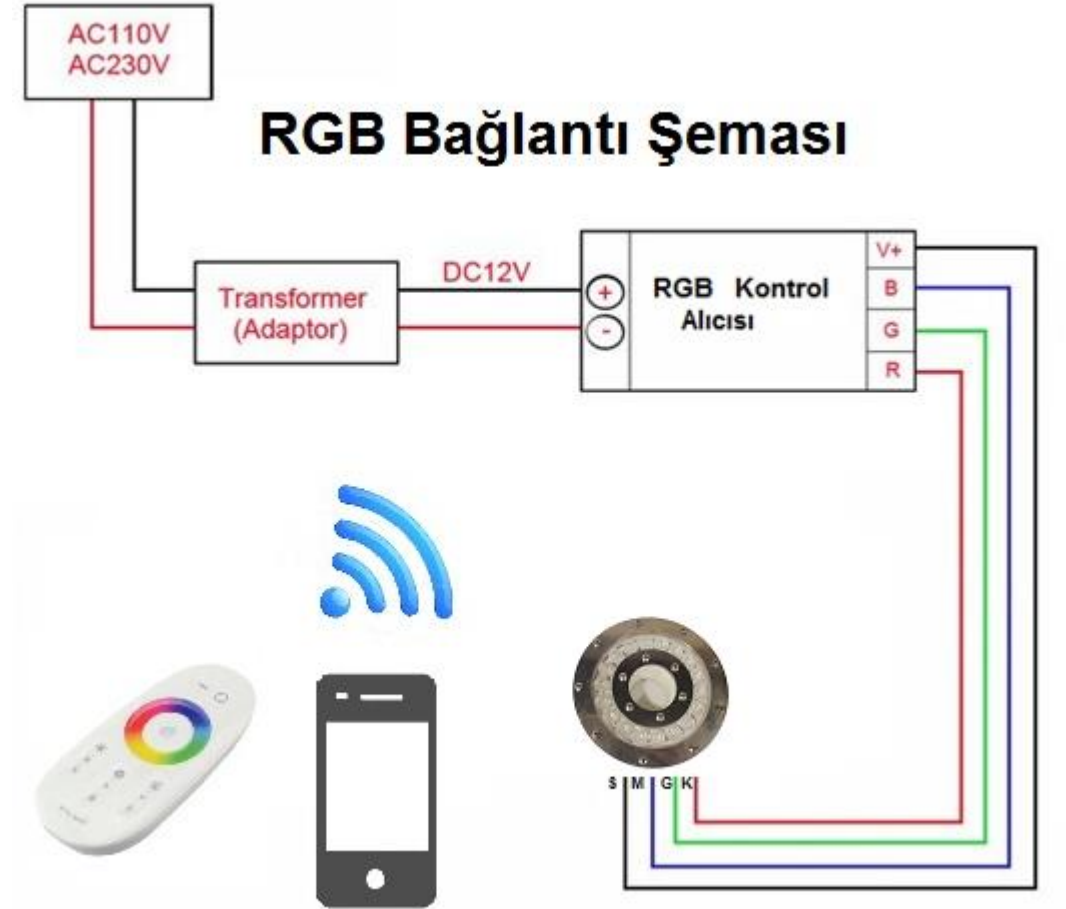 AC110V
AC230V
RGB Bağlantı Şeması
Transformer
(Adaptor)
DC12V
+
-
RGB Kontrol
Alıcısı
V+
B
G
R
S M G K